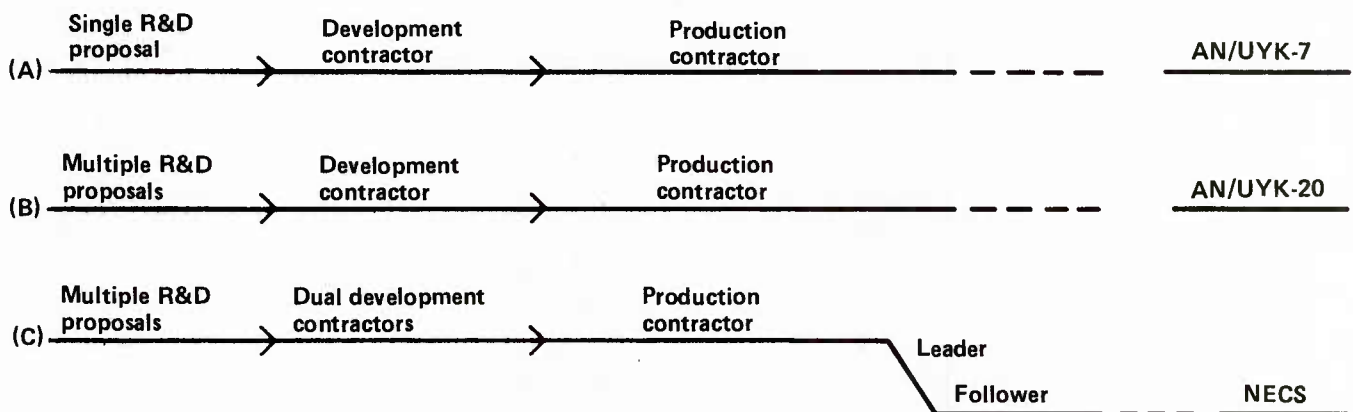 Single R&D
proposal
Development
contractor
Production
contractor
(A)
AN/UYK-7
Multiple R&D
proposals
Development
contractor
Production
contractor
(B)
AN/UYK-20
Multiple R&D
proposals
Dual development
contractors
Production
contractor
(C)
Leader
Follower
NECS